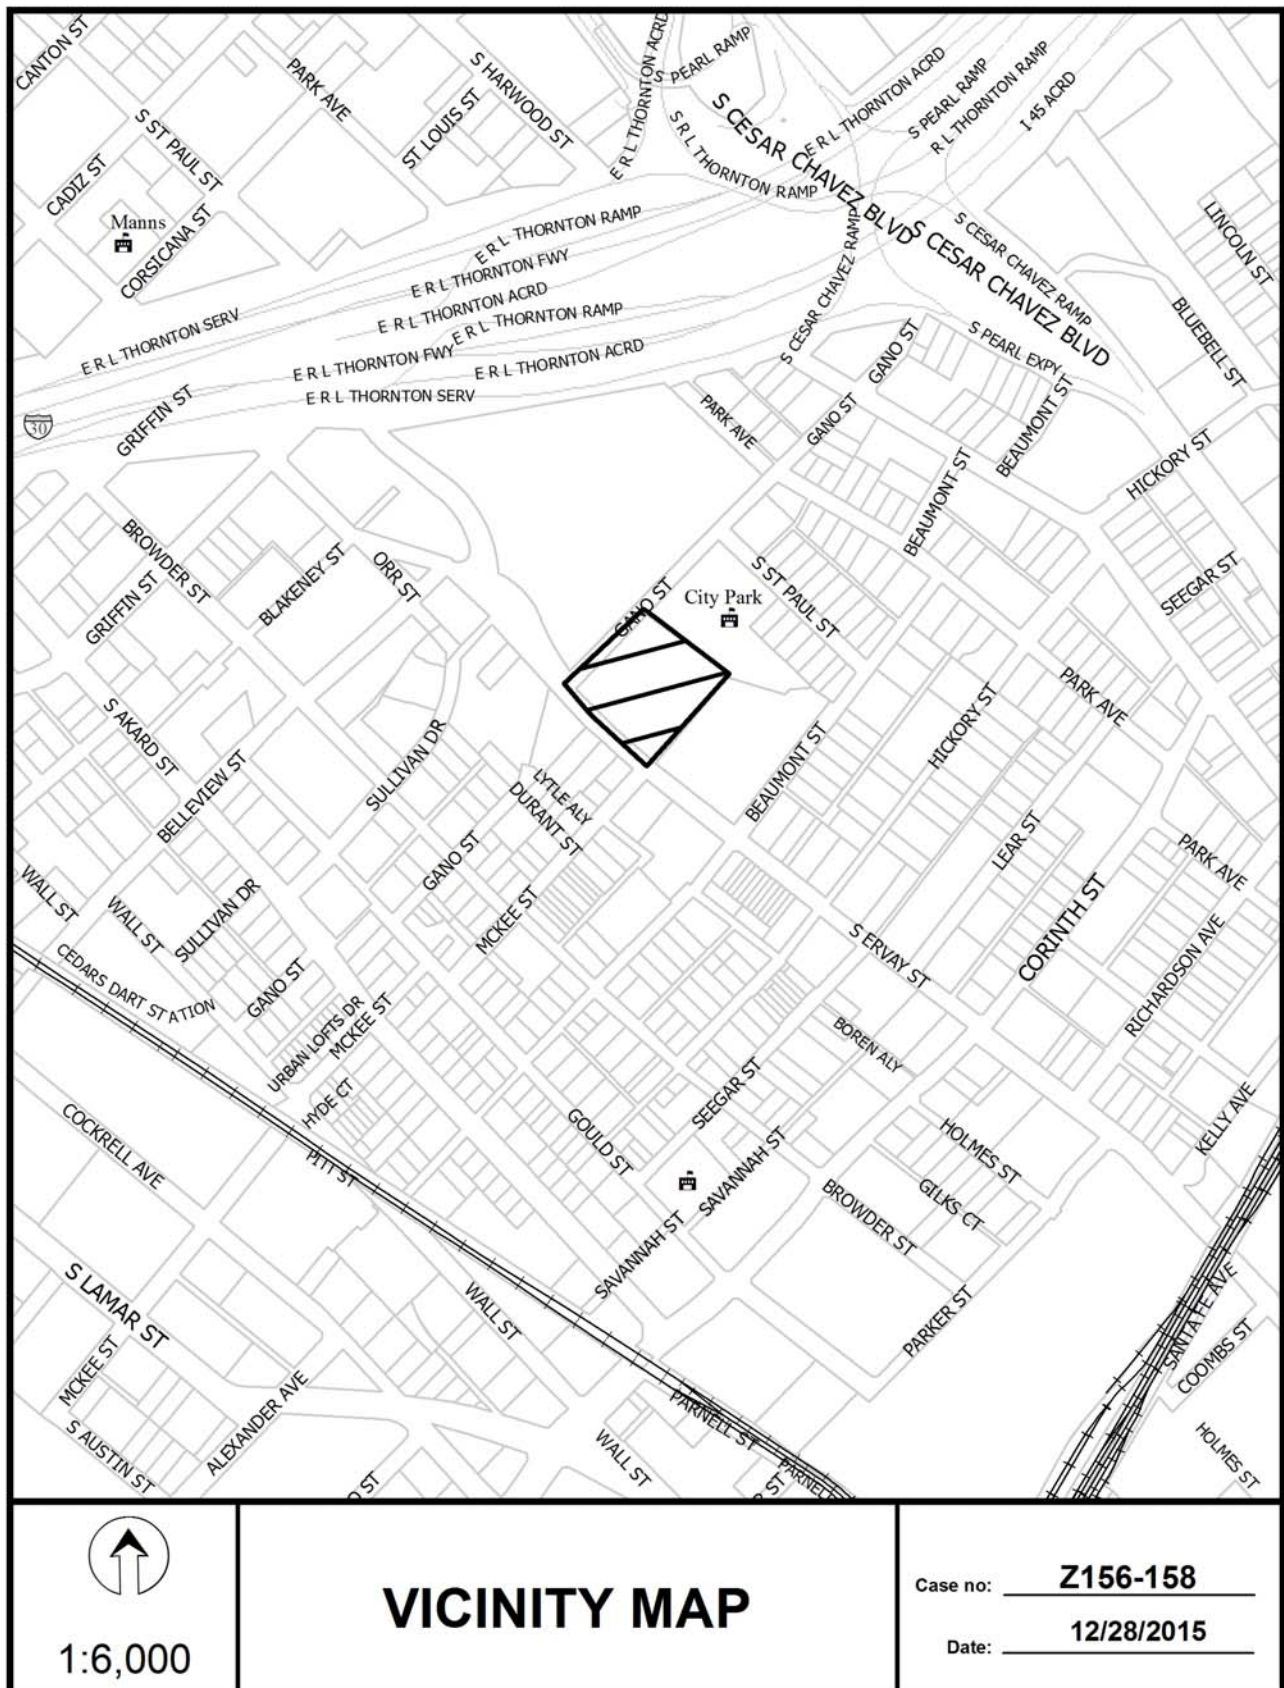 CANTON ST
PARK AVE
S HARWOOD ST
E R L THORNTON ACRD
S PEARL RAMP
S CESAR CHAVEZ BLVD
E R L THORNTON ACRD
S PEARL RAMP
R L THORNTON RAMP
I 45 ACRD
S ST PAUL ST
ST LOUIS ST
S R L THORNTON RAMP
CADIZ ST
Manns
CORSICANA ST
E R L THORNTON RAMP
S CESAR CHAVEZ BLVD
S CESAR CHAVEZ RAMP
LINCOLN ST
E R L THORNTON FWY
S CESAR CHAVEZ RAMP
E R L THORNTON ACRD
E R L THORNTON RAMP
BLUEBELL ST
E R L THORNTON SERV
E R L THORNTON FWY
E R L THORNTON ACRD
GANO ST
S PEARL EXPY
E R L THORNTON SERV
30
GRIFFIN ST
PARK AVE
GANO ST
BEAUMONT ST
HICKORY ST
BEAUMONT ST
BROWDER ST
GRIFFIN ST
BLAKENEY ST
ORR ST
GANO ST
City Park
S ST PAUL ST
SEEGAR ST
S AKARD ST
BELLEVIEW ST
SULLIVAN DR
HICKORY ST
PARK AVE
BEAUMONT ST
LYTLE ALY
DURANT ST
GANO ST
MCKEE ST
LEAR ST
PARK AVE
WALL ST
WALL ST
SULLIVAN DR
CORINTH ST
S ERVAY ST
RICHARDSON AVE
CEDARS DART STATION
GANO ST
URBAN LOFTS DR
MCKEE ST
BOREN ALY
HYDE CT
SEEGAR ST
GOULD ST
HOLMES ST
KELLY AVE
COCKRELL AVE
PITT ST
SAVANNAH ST
GILKS CT
BROWDER ST
SAVANNAH ST
S LAMAR ST
WALL ST
PARKER ST
SANTA FE AVE
COOMBS ST
MCKEE ST
ALEXANDER AVE
S AUSTIN ST
PARNELL ST
WALL ST
HOLMES ST
O ST
R ST
PARNELL
1:6,000
VICINITY MAP
Case no: Z156-158
Date: 12/28/2015